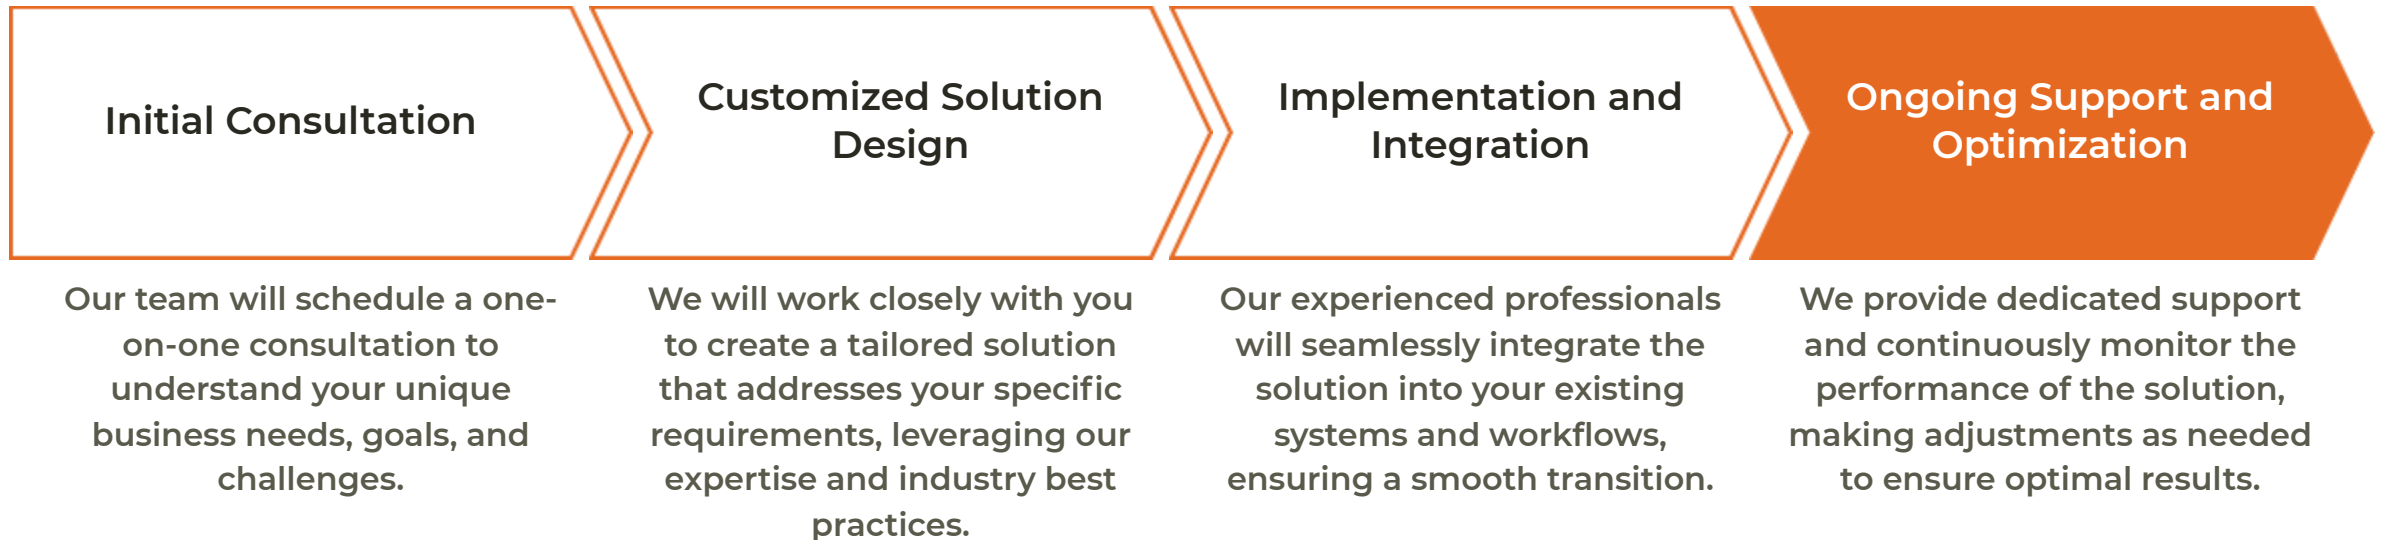 Initial Consultation
Our team will schedule a one-
on-one consultation to
understand your unique
business needs, goals, and
challenges.
Customized Solution
Design
We will work closely with you
to create a tailored solution
that addresses your specific
requirements, leveraging our
expertise and industry best
practices.
Implementation and
Integration
Our experienced professionals
will seamlessly integrate the
solution into your existing
systems and workflows,
ensuring a smooth transition.
Ongoing Support and
Optimization
We provide dedicated support
and continuously monitor the
performance of the solution,
making adjustments as needed
to ensure optimal results.